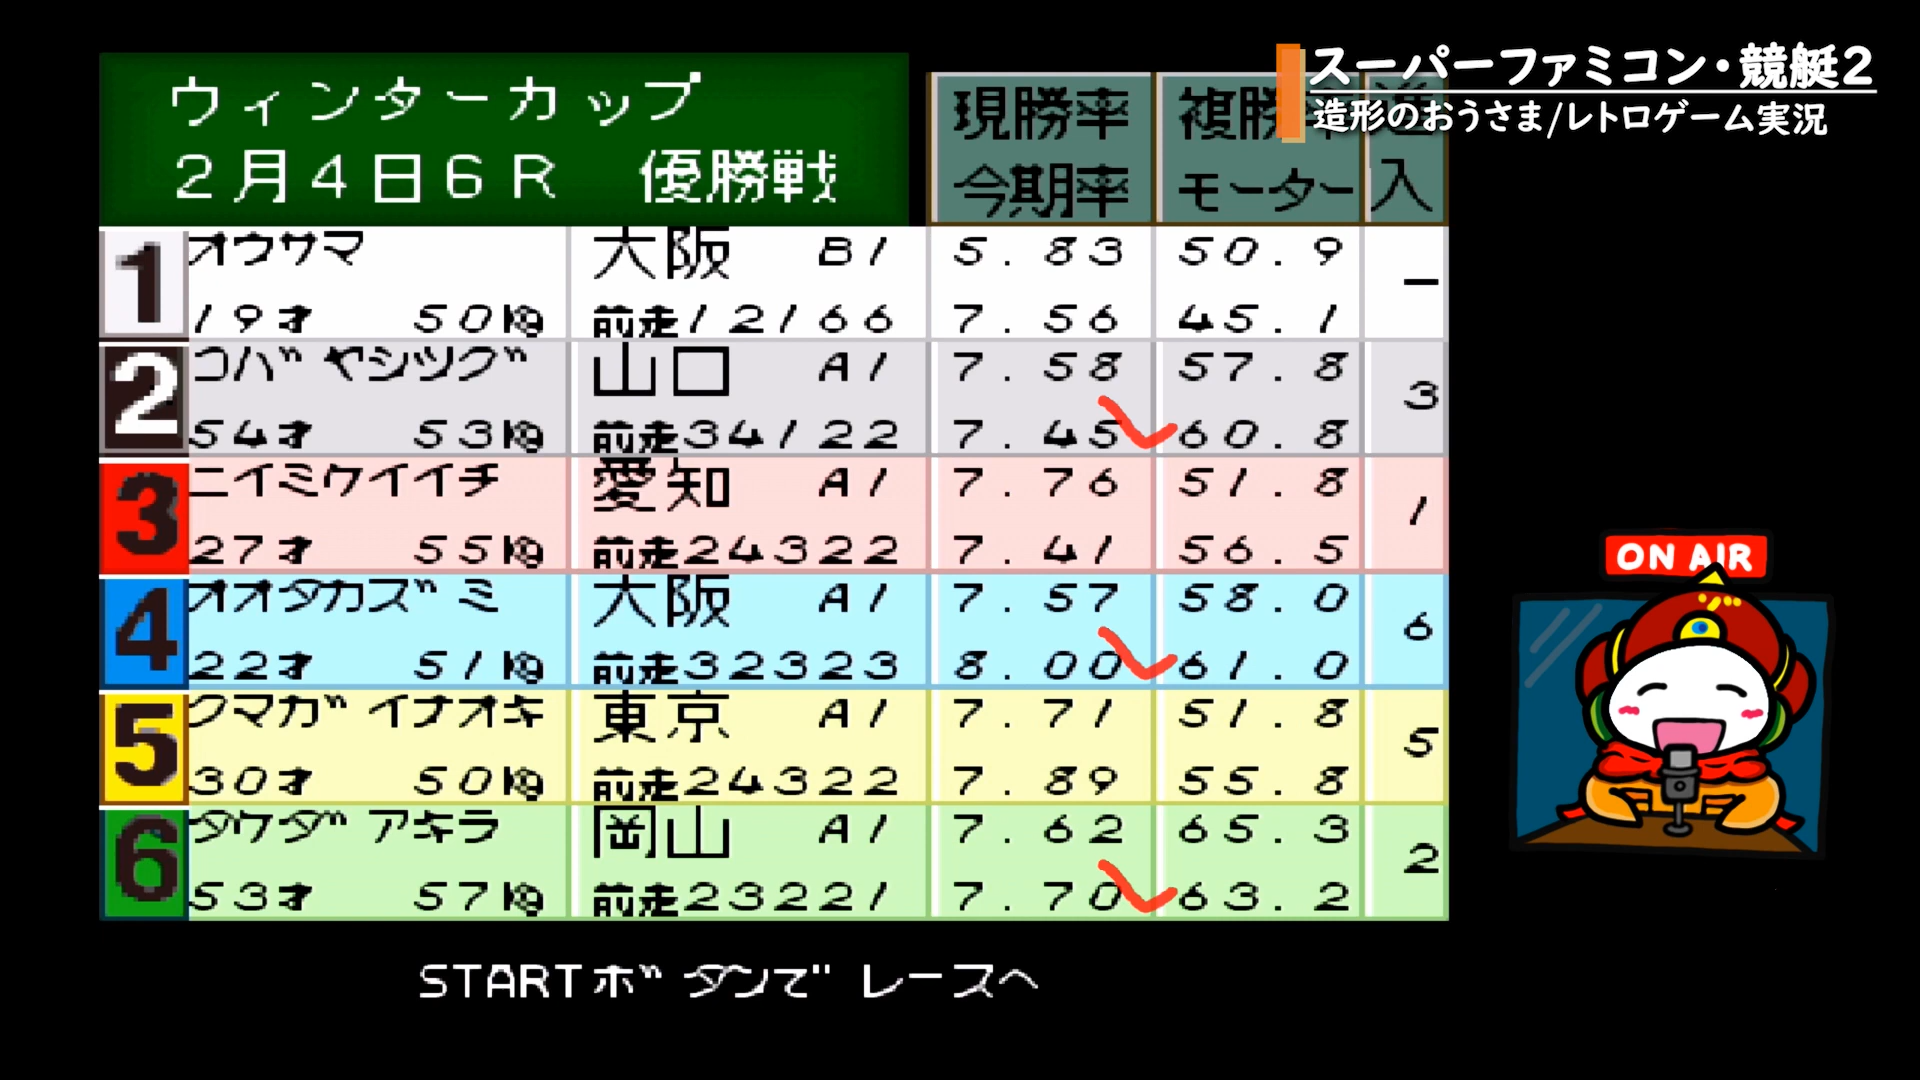 スーパーファミコン・競艇2
造形のおうさま/レトロゲーム実況
ウィンターカップ
2月4日6R 優勝戦
現勝率 複勝率 進
今期率 モーター 入
1 オウサマ 大阪 B1 5.83 50.9 —
19才 50kg 前走12166 7.56 45.1
2 コバヤシツグ 山口 A1 7.58 57.8 3
54才 53kg 前走34122 7.45 60.8
3 ニイミケイイチ 愛知 A1 7.76 51.8 1
27才 55kg 前走24322 7.41 56.5
4 オオタカズミ 大阪 A1 7.57 58.0 6
22才 51kg 前走32323 8.00 61.0
5 クマガイナオキ 東京 A1 7.71 51.8 5
30才 50kg 前走24322 7.89 55.8
6 タケダアキラ 岡山 A1 7.62 65.3 2
53才 57kg 前走23221 7.70 63.2
STARTボタンでレースへ
ON AIR